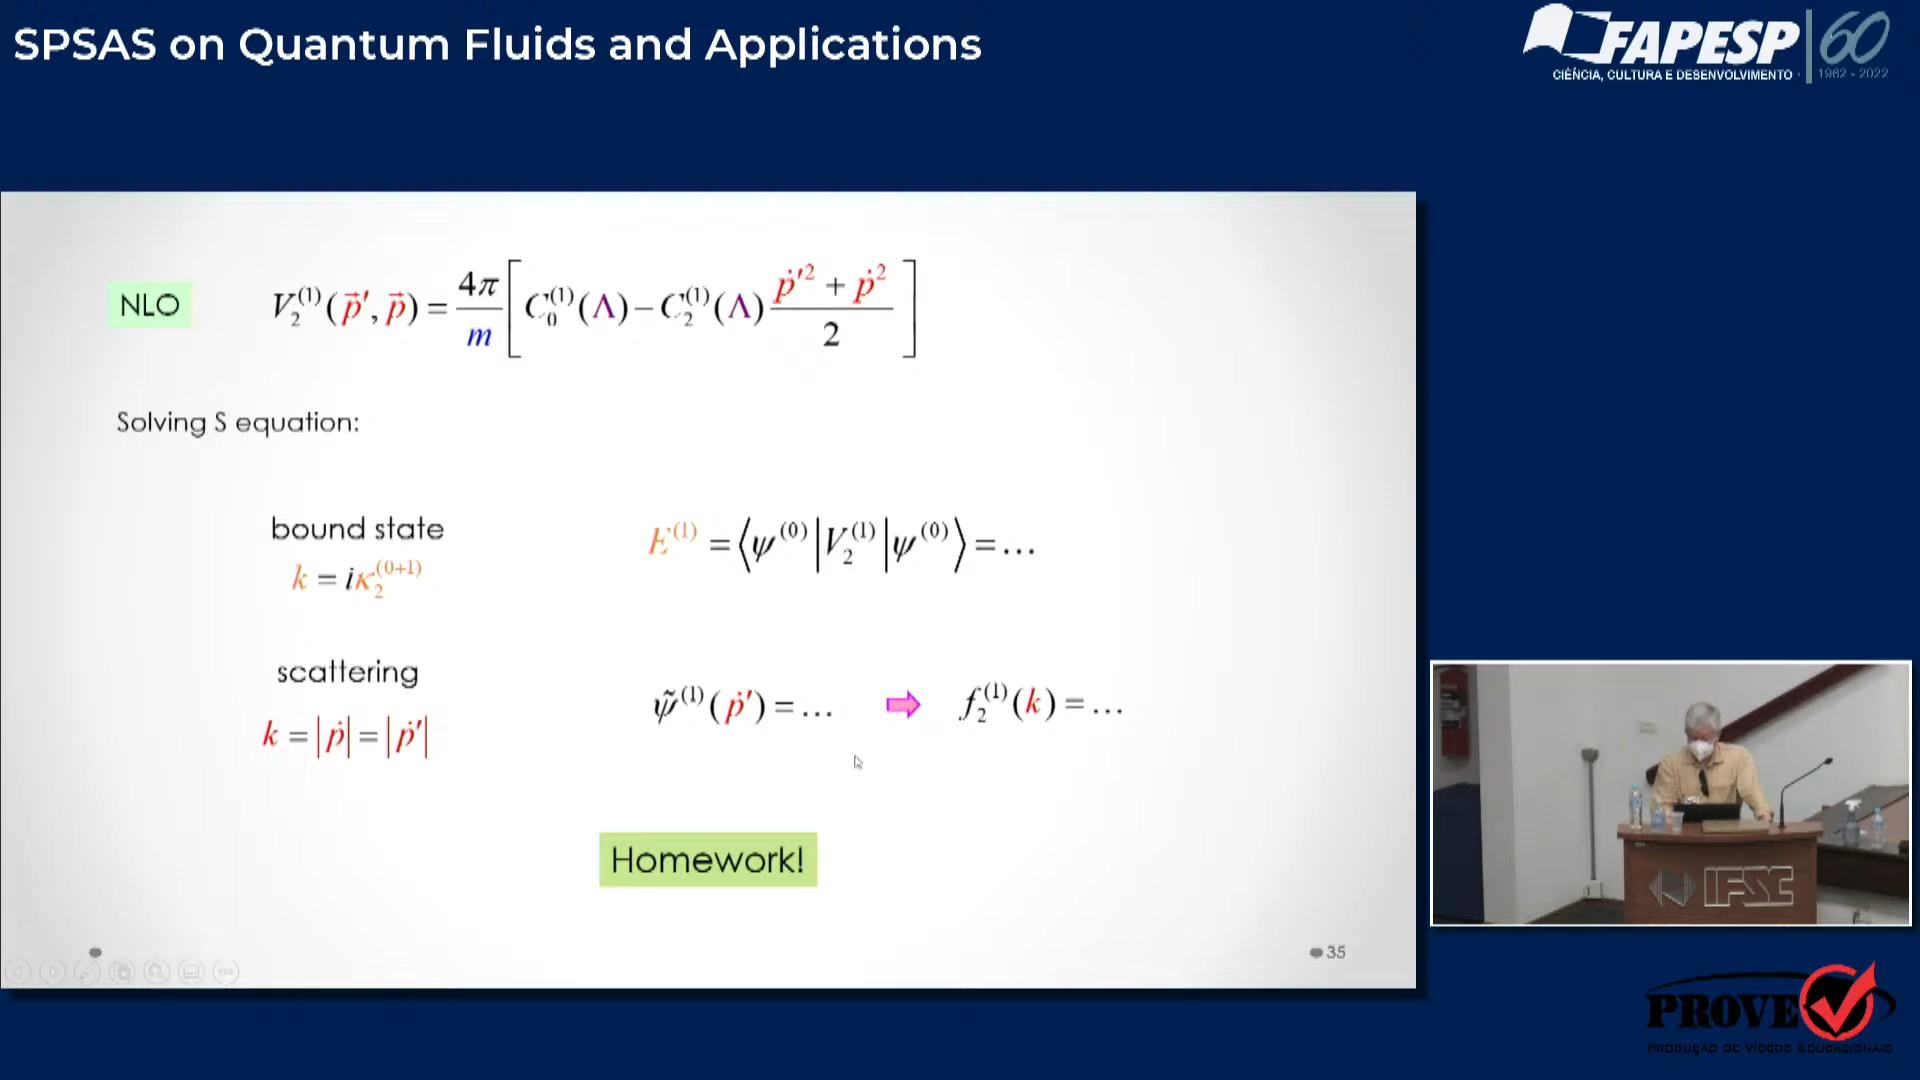 SPSAS on Quantum Fluids and Applications
FAPESP 60
CIÊNCIA, CULTURA E DESENVOLVIMENTO 1962 - 2022
NLO V₂⁽¹⁾(p⃗′, p⃗) = 4π/m [ C₀⁽¹⁾(Λ) − C₂⁽¹⁾(Λ) (p⃗′² + p⃗²)/2 ]
Solving S equation:
bound state
k = iκ₂⁽⁰⁺¹⁾
E⁽¹⁾ = ⟨ψ⁽⁰⁾|V₂⁽¹⁾|ψ⁽⁰⁾⟩ = ...
scattering
k = |p⃗| = |p⃗′|
ψ̃⁽¹⁾(p⃗′) = ... ⇨ f₂⁽¹⁾(k) = ...
Homework!
35
IFSC
PROVE
PRODUÇÃO DE VÍDEOS EDUCACIONAIS